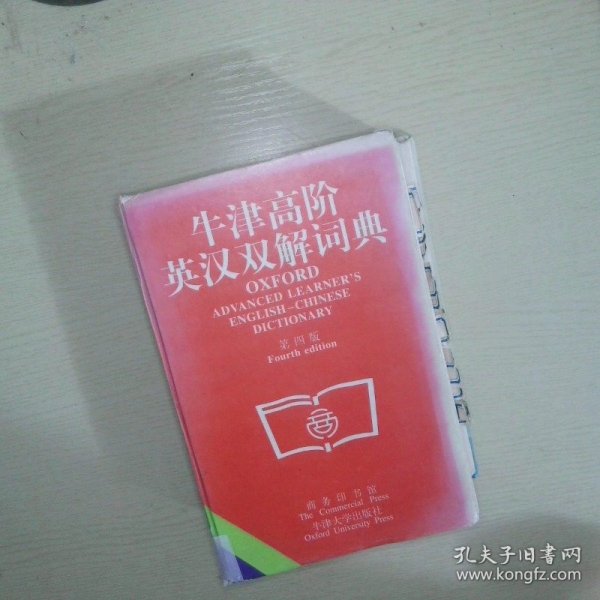 牛津高阶
英汉双解词典
OXFORD
ADVANCED LEARNER'S
ENGLISH-CHINESE
DICTIONARY
第四版
Fourth edition
商务印书馆
The Commercial Press
牛津大学出版社
Oxford University Press
孔夫子旧书网
www.kongfz.com